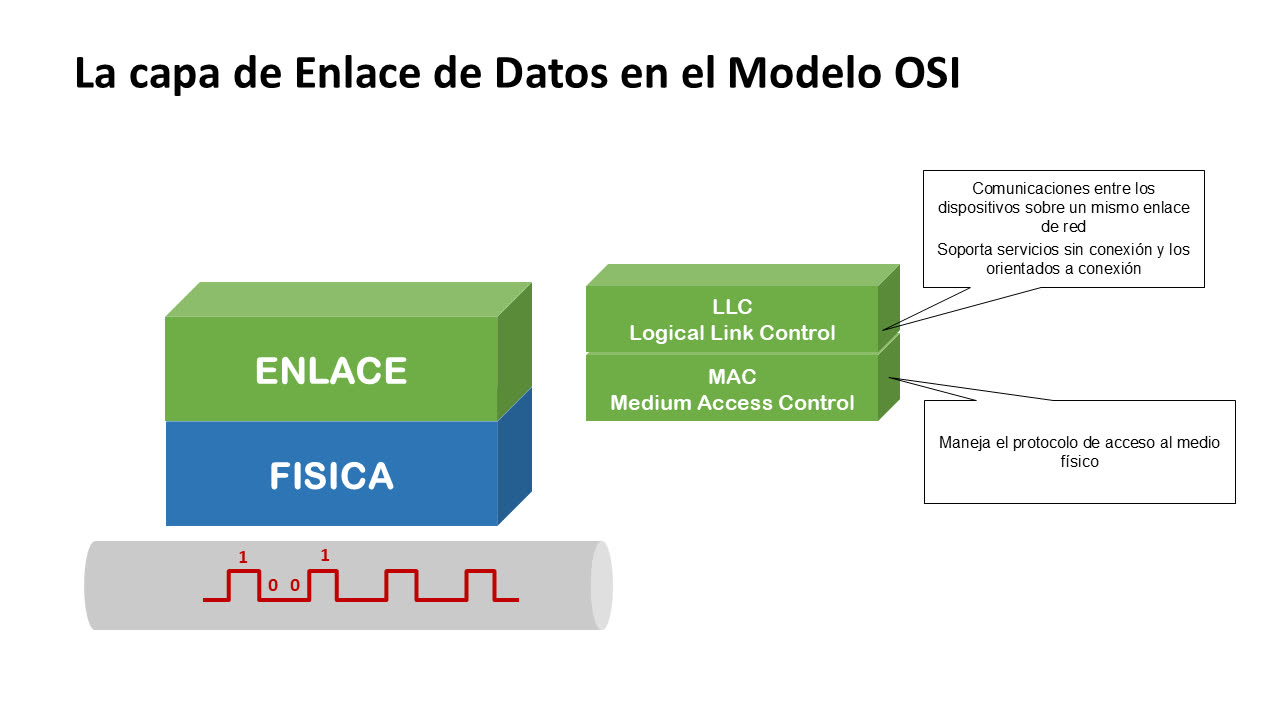 La capa de Enlace de Datos en el Modelo OSI
Comunicaciones entre los
dispositivos sobre un mismo enlace
de red
Soporta servicios sin conexión y los
orientados a conexión
LLC
Logical Link Control
MAC
Medium Access Control
ENLACE
FISICA
Maneja el protocolo de acceso al medio
físico
1
0 0
1